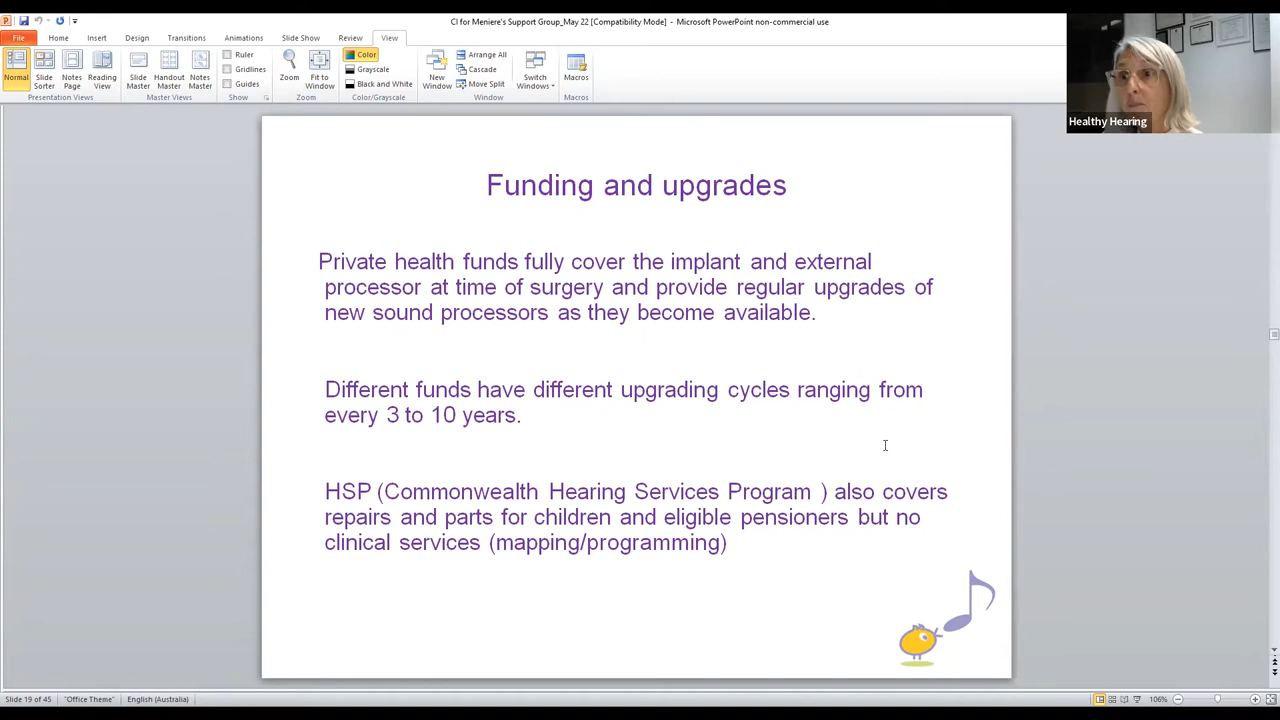 CI for Meniere's Support Group_May 22 [Compatibility Mode] - Microsoft PowerPoint non-commercial use
File Home Insert Design Transitions Animations Slide Show Review View
Normal
Slide Sorter
Notes Page
Reading View
Presentation Views
Slide Master
Handout Master
Notes Master
Master Views
Ruler
Gridlines
Guides
Show
Zoom
Fit to Window
Zoom
Color
Grayscale
Black and White
Color/Grayscale
New Window
Arrange All
Cascade
Move Split
Switch Windows
Window
Macros
Macros
Healthy Hearing
Funding and upgrades
Private health funds fully cover the implant and external
processor at time of surgery and provide regular upgrades of
new sound processors as they become available.
Different funds have different upgrading cycles ranging from
every 3 to 10 years.
HSP (Commonwealth Hearing Services Program ) also covers
repairs and parts for children and eligible pensioners but no
clinical services (mapping/programming)
Slide 19 of 45 "Office Theme" English (Australia) 106%